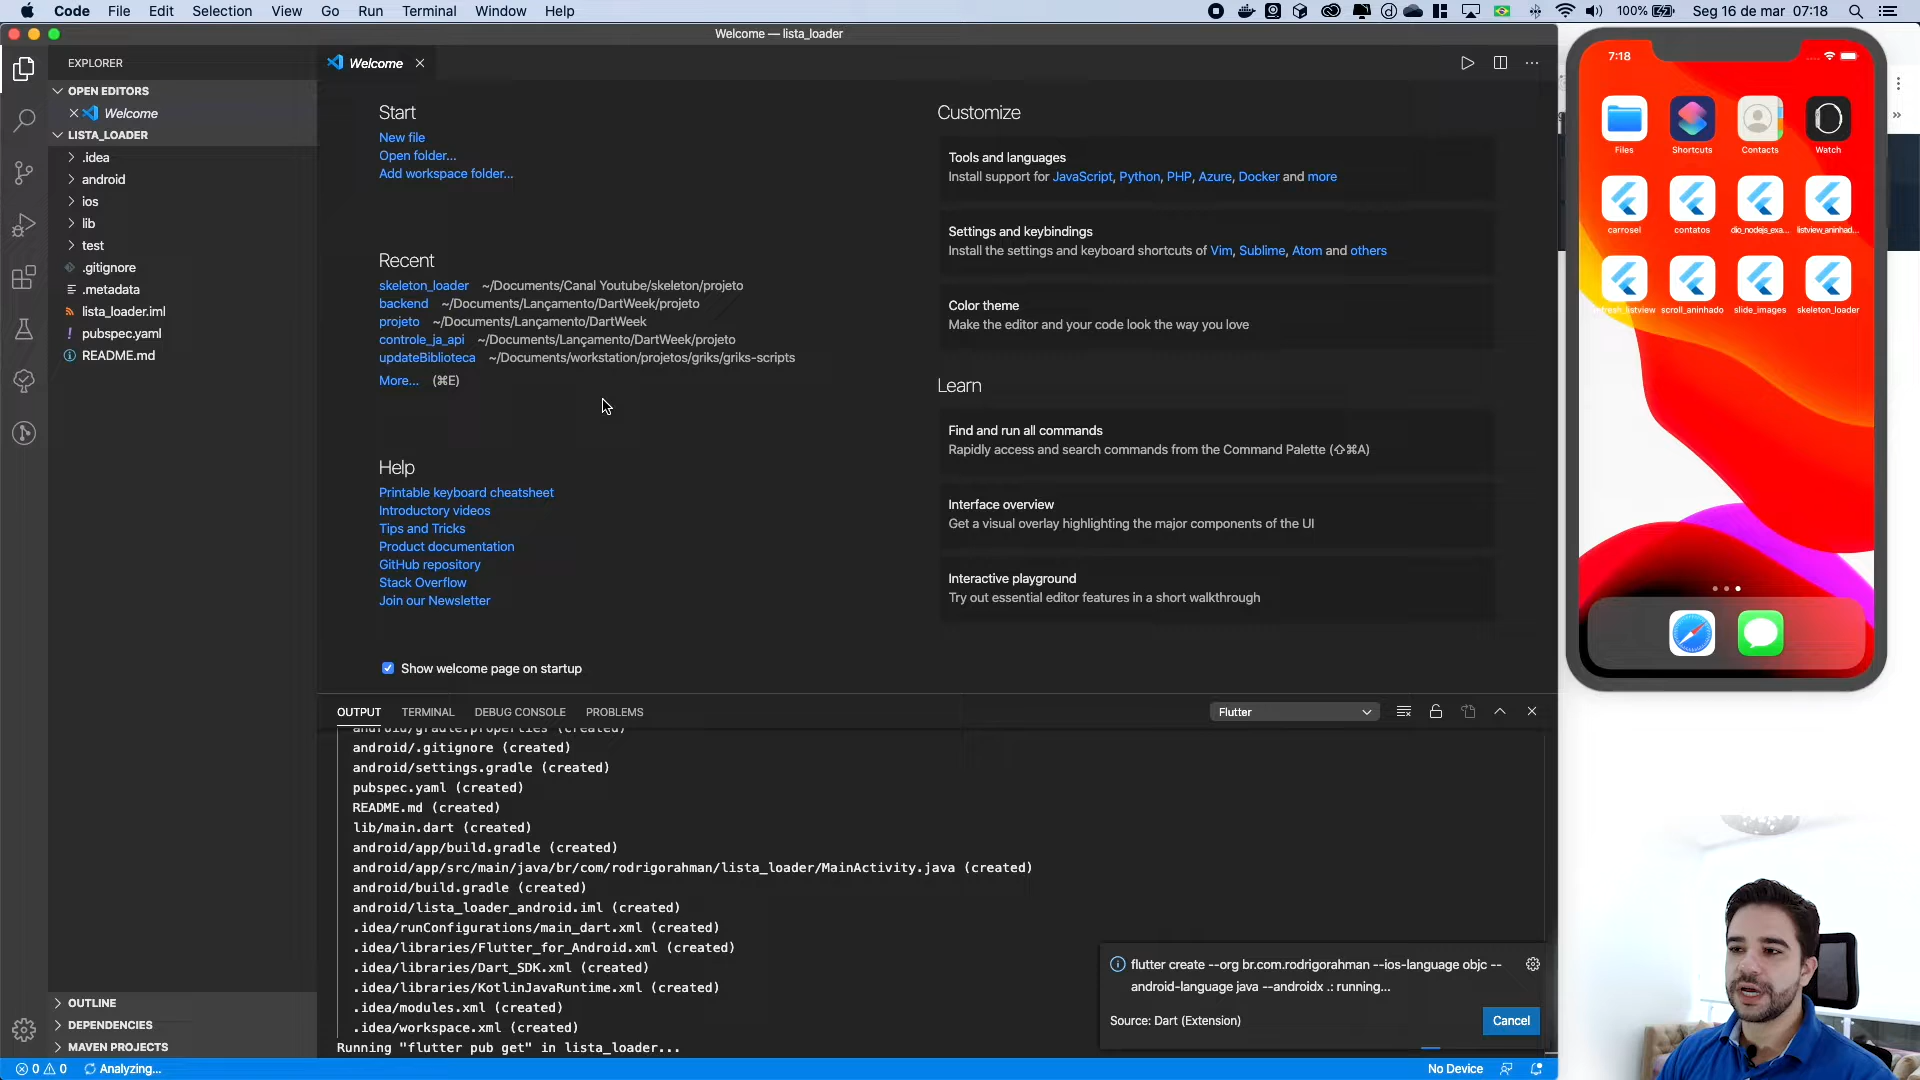 Code File Edit Selection View Go Run Terminal Window Help
100% Seg 16 de mar 07:18
Welcome — lista_loader
EXPLORER
OPEN EDITORS
Welcome
LISTA_LOADER
.idea
android
ios
lib
test
.gitignore
.metadata
lista_loader.iml
pubspec.yaml
README.md
OUTLINE
DEPENDENCIES
MAVEN PROJECTS
Welcome
Start
New file
Open folder...
Add workspace folder...
Recent
skeleton_loader ~/Documents/Canal Youtube/skeleton/projeto
backend ~/Documents/Lançamento/DartWeek/projeto
projeto ~/Documents/Lançamento/DartWeek
controle_ja_api ~/Documents/Lançamento/DartWeek/projeto
updateBiblioteca ~/Documents/workstation/projetos/griks/griks-scripts
More... (⌘E)
Help
Printable keyboard cheatsheet
Introductory videos
Tips and Tricks
Product documentation
GitHub repository
Stack Overflow
Join our Newsletter
Show welcome page on startup
Customize
Tools and languages
Install support for JavaScript, Python, PHP, Azure, Docker and more
Settings and keybindings
Install the settings and keyboard shortcuts of Vim, Sublime, Atom and others
Color theme
Make the editor and your code look the way you love
Learn
Find and run all commands
Rapidly access and search commands from the Command Palette (⇧⌘A)
Interface overview
Get a visual overlay highlighting the major components of the UI
Interactive playground
Try out essential editor features in a short walkthrough
OUTPUT TERMINAL DEBUG CONSOLE PROBLEMS
Flutter
android/gradle.properties (created)
android/.gitignore (created)
android/settings.gradle (created)
pubspec.yaml (created)
README.md (created)
lib/main.dart (created)
android/app/build.gradle (created)
android/app/src/main/java/br/com/rodrigorahman/lista_loader/MainActivity.java (created)
android/build.gradle (created)
android/lista_loader_android.iml (created)
.idea/runConfigurations/main_dart.xml (created)
.idea/libraries/Flutter_for_Android.xml (created)
.idea/libraries/Dart_SDK.xml (created)
.idea/libraries/KotlinJavaRuntime.xml (created)
.idea/modules.xml (created)
.idea/workspace.xml (created)
Running "flutter pub get" in lista_loader...
flutter create --org br.com.rodrigorahman --ios-language objc --
android-language java --androidx .: running...
Source: Dart (Extension)
Cancel
0 0 Analyzing...
No Device
7:18
Files Shortcuts Contacts Watch
carrosel contatos dio_nodejs_exa... listview_aninhad...
scroll_aninhado slide_images skeleton_loader